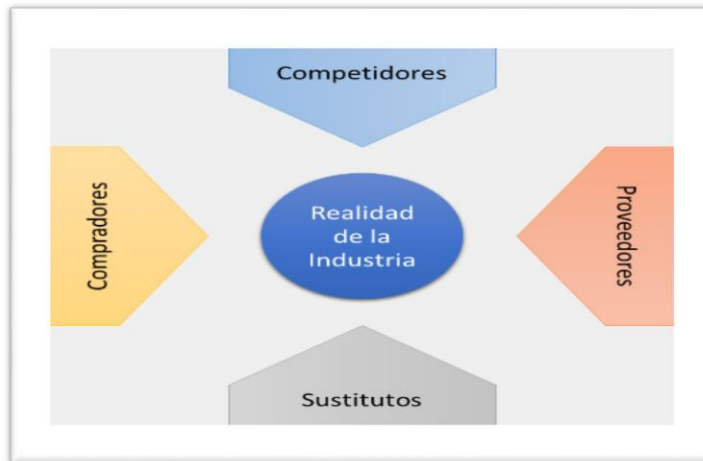 Competidores
Compradores
Realidad
de la
Industria
Proveedores
Sustitutos